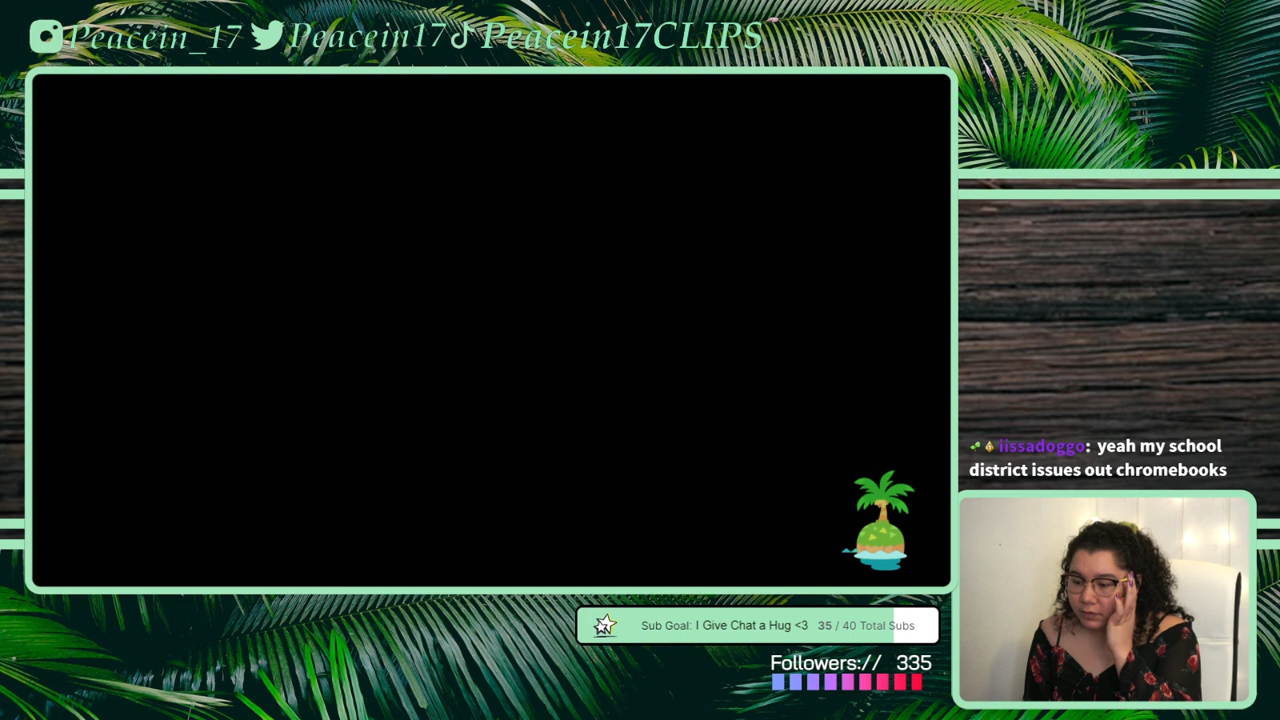 Peacein_17 Peacein17 Peacein17CLIPS
iissadoggo: yeah my school
district issues out chromebooks
Sub Goal: I Give Chat a Hug <3 35 / 40 Total Subs
Followers:// 335